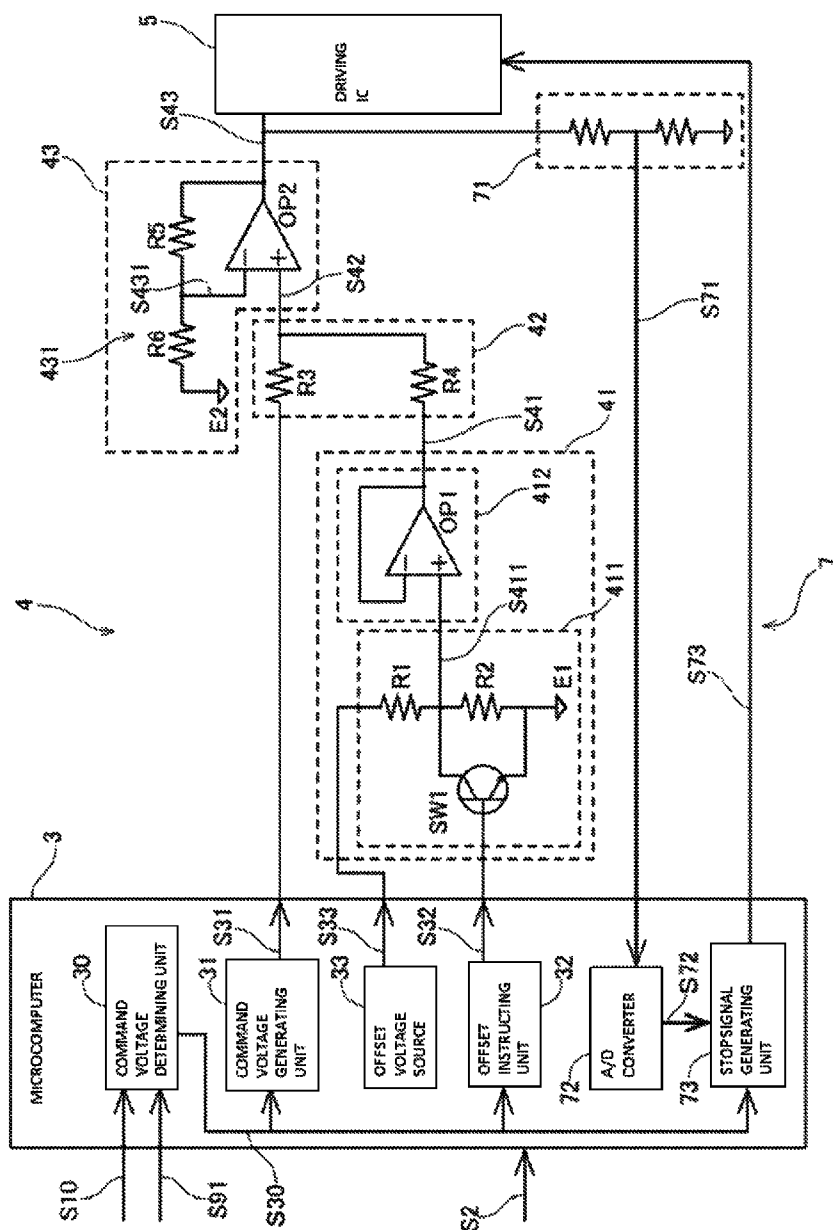 4
3
MICROCOMPUTER
S10
S91
30
COMMAND
VOLTAGE
DETERMINING UNIT
S30
31
COMMAND
VOLTAGE
GENERATING
UNIT
S31
33
OFFSET
VOLTAGE
SOURCE
S33
32
OFFSET
INSTRUCTING
UNIT
S32
S2
72
A/D
CONVERTER
S72
73
STOPSIGNAL
GENERATING
UNIT
S73
7
SW1
R1
R2
E1
411
S411
412
OP1
41
S41
42
R3
R4
S42
43
431
R6
R5
E2
S431
OP2
S43
5
DRIVING
IC
71
S71